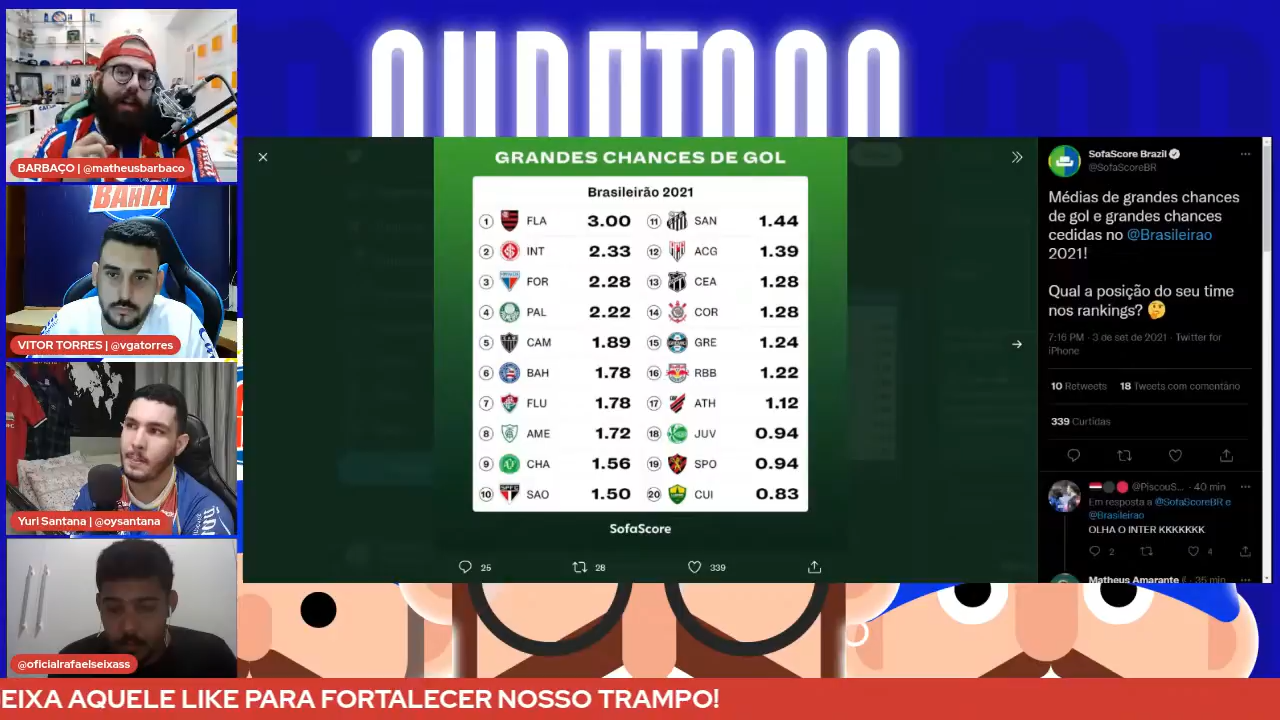 BARBAÇO | @matheusbarbaco
BAHIA
VITOR TORRES | @vgatorres
Yuri Santana | @oysantana
@oficialrafaelseixass
GRANDES CHANCES DE GOL
Brasileirão 2021
1 FLA 3.00 11 SAN 1.44
2 INT 2.33 12 ACG 1.39
3 FOR 2.28 13 CEA 1.28
4 PAL 2.22 14 COR 1.28
5 CAM 1.89 15 GRE 1.24
6 BAH 1.78 16 RBB 1.22
7 FLU 1.78 17 ATH 1.12
8 AME 1.72 18 JUV 0.94
9 CHA 1.56 19 SPO 0.94
10 SAO 1.50 20 CUI 0.83
SofaScore
25 28 339
SofaScore Brazil
@SofaScoreBR
Médias de grandes chances
de gol e grandes chances
cedidas no @Brasileirao
2021!
Qual a posição do seu time
nos rankings? 🤔
7:16 PM · 3 de set de 2021 · Twitter for
iPhone
10 Retweets 18 Tweets com comentário
339 Curtidas
@PiscouS... · 40 min
Em resposta a @SofaScoreBR e
@Brasileirao
OLHA O INTER KKKKKKK
2 4
Matheus Amarante · 35 min
EIXA AQUELE LIKE PARA FORTALECER NOSSO TRAMPO!